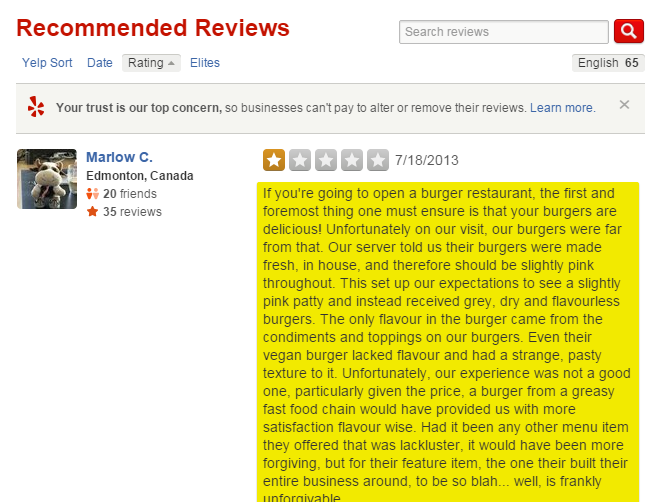 Recommended Reviews
Search reviews
Yelp Sort Date Rating Elites English 65
Your trust is our top concern, so businesses can't pay to alter or remove their reviews. Learn more.
Marlow C.
Edmonton, Canada
20 friends
35 reviews
7/18/2013
If you're going to open a burger restaurant, the first and
foremost thing one must ensure is that your burgers are
delicious! Unfortunately on our visit, our burgers were far
from that. Our server told us their burgers were made
fresh, in house, and therefore should be slightly pink
throughout. This set up our expectations to see a slightly
pink patty and instead received grey, dry and flavourless
burgers. The only flavour in the burger came from the
condiments and toppings on our burgers. Even their
vegan burger lacked flavour and had a strange, pasty
texture to it. Unfortunately, our experience was not a good
one, particularly given the price, a burger from a greasy
fast food chain would have provided us with more
satisfaction flavour wise. Had it been any other menu item
they offered that was lackluster, it would have been more
forgiving, but for their feature item, the one their built their
entire business around, to be so blah... well, is frankly
unforgivable